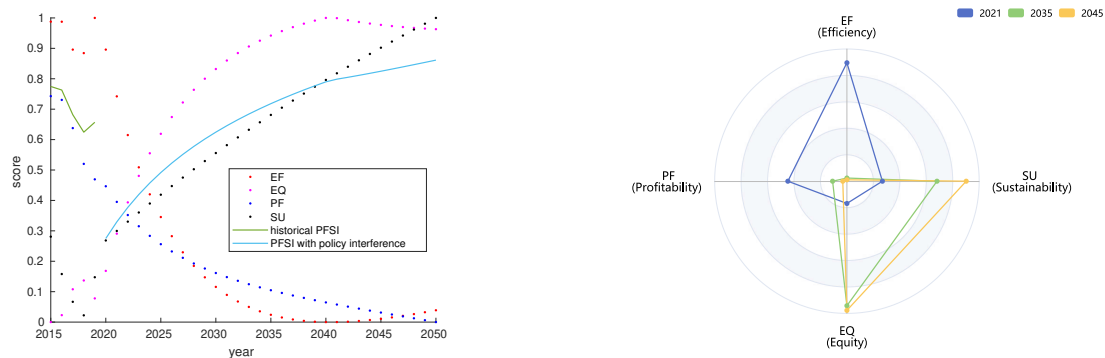 1
0.9
0.8
0.7
0.6
0.5
0.4
0.3
0.2
0.1
0
score
2015 2020 2025 2030 2035 2040 2045 2050
year
EF
EQ
PF
SU
historical PFSI
PFSI with policy interference
2021 2035 2045
EF
(Efficiency)
PF
(Profitability)
SU
(Sustainability)
EQ
(Equity)